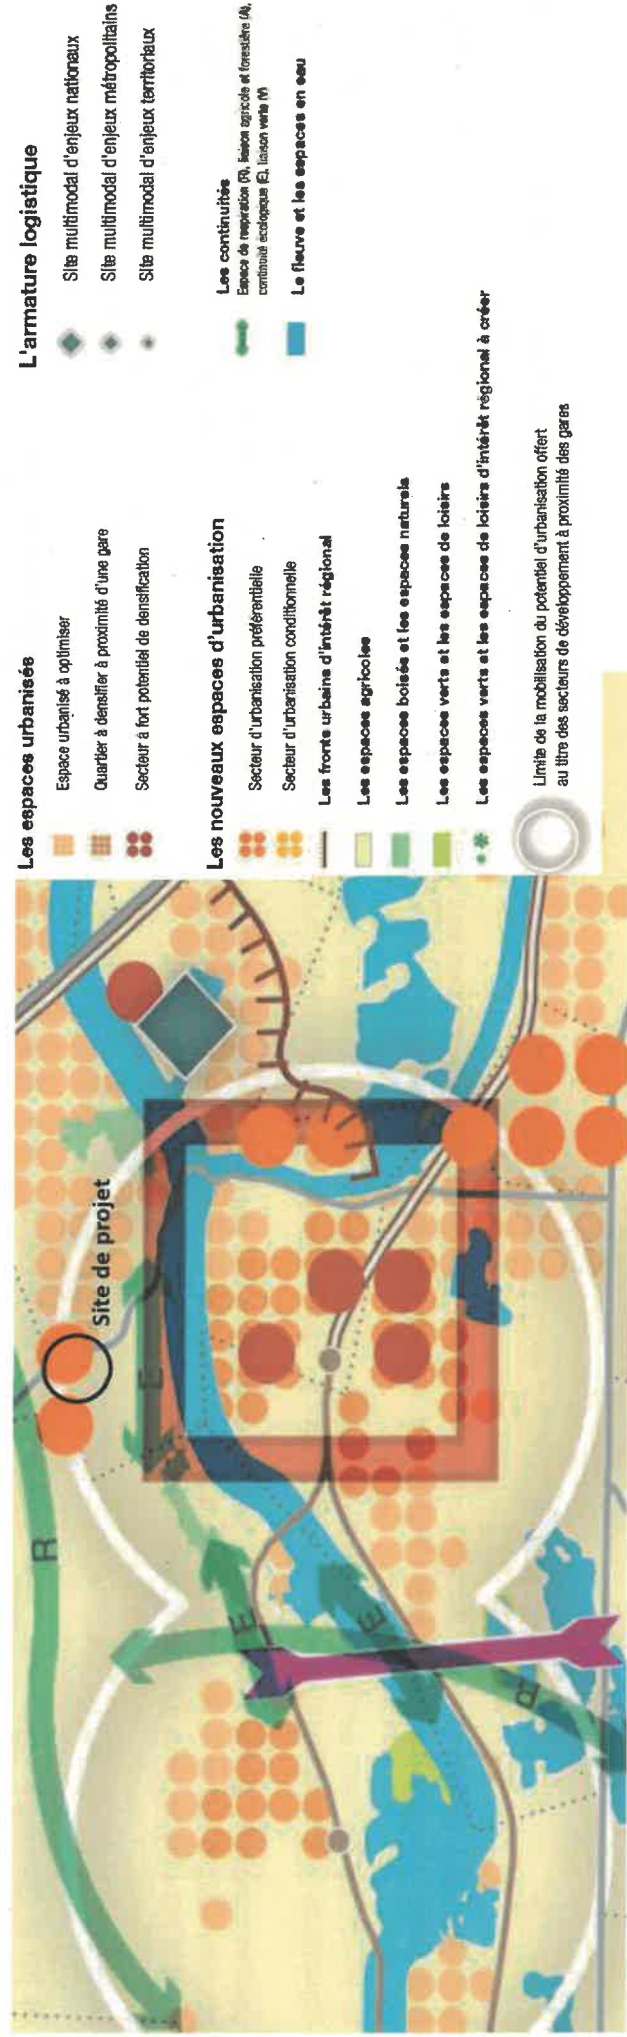 Les espaces urbanisés
Espace urbanisé à optimiser
Quartier à densifier à proximité d'une gare
Secteur à fort potentiel de densification
Les nouveaux espaces d'urbanisation
Secteur d'urbanisation préférentielle
Secteur d'urbanisation conditionnelle
Les fronts urbains d'intérêt régional
Les espaces agricoles
Les espaces boisés et les espaces naturels
Les espaces verts et les espaces de loisirs
Les espaces verts et les espaces de loisirs d'intérêt régional à créer
Limite de la mobilisation du potentiel d'urbanisation offert
au titre des secteurs de développement à proximité des gares
L'armature logistique
Site multimodal d'enjeux nationaux
Site multimodal d'enjeux métropolitains
Site multimodal d'enjeux territoriaux
Les continuités
Espace de respiration (R), liaison agricole et forestière (A),
continuité écologique (E), liaison verte (V)
Le fleuve et les espaces en eau
Site de projet
R
E
E
E
R